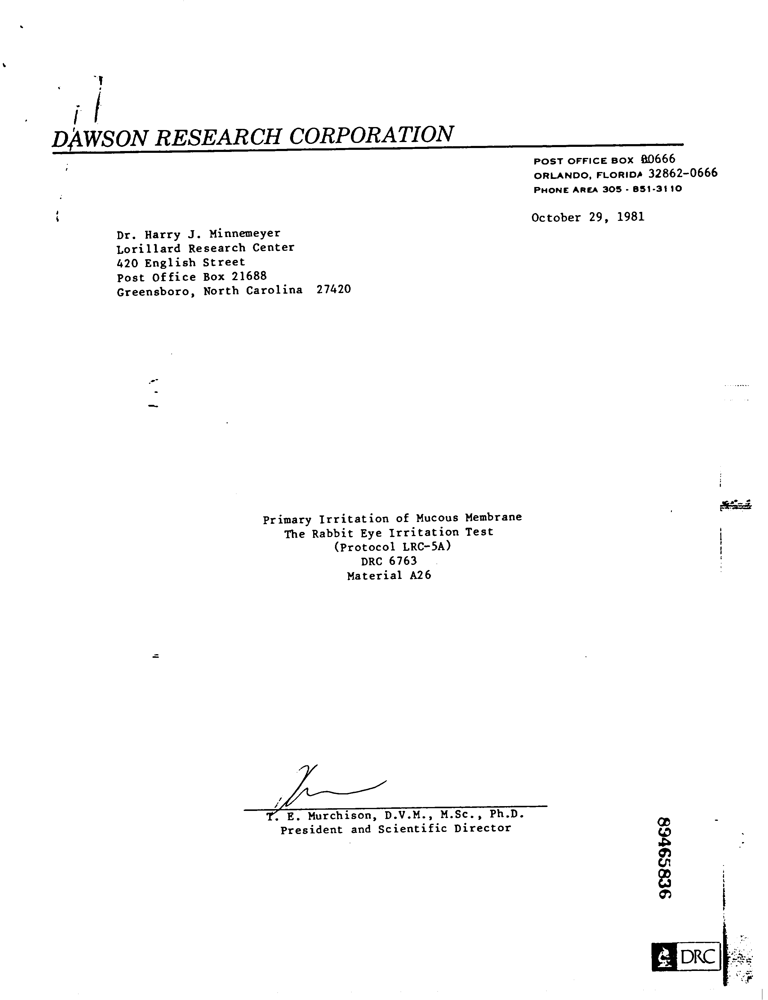 DAWSON RESEARCH CORPORATION
POST OFFICE BOX 20666
ORLANDO, FLORIDA 32862-0666
PHONE AREA 305 - 851-3110
October 29, 1981
Dr. Harry J. Minnemeyer
Lorillard Research Center
420 English Street
Post Office Box 21688
Greensboro, North Carolina 27420
Primary Irritation of Mucous Membrane
The Rabbit Eye Irritation Test
(Protocol LRC-5A)
DRC 6763
Material A26
T. E. Murchison, D.V.M., M.Sc., Ph.D.
President and Scientific Director
89465836
DRC